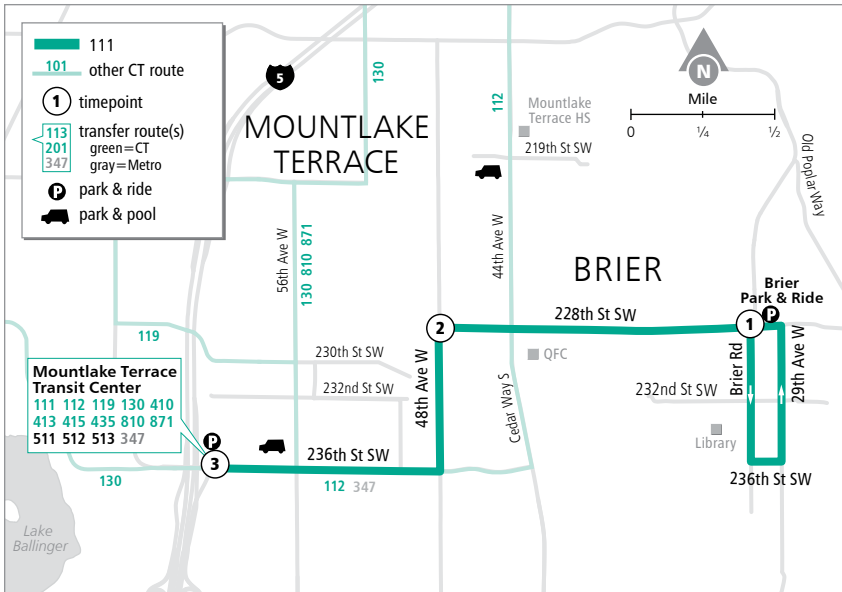 111
101
other CT route
1
timepoint
113
201
347
transfer route(s)
green=CT
gray=Metro
P
park & ride
park & pool
5
130
MOUNTLAKE
TERRACE
112
Mountlake
Terrace HS
219th St SW
N
Mile
0
1/4
1/2
Old Poplar Way
56th Ave W
130 810 871
44th Ave W
BRIER
Brier
Park & Ride
P
1
2
228th St SW
119
230th St SW
232nd St SW
48th Ave W
QFC
Cedar Way S
Brier Rd
29th Ave W
232nd St SW
Library
236th St SW
Mountlake Terrace
Transit Center
111 112 119 130 410
413 415 435 810 871
511 512 513 347
P
3
236th St SW
130
112 347
Lake
Ballinger